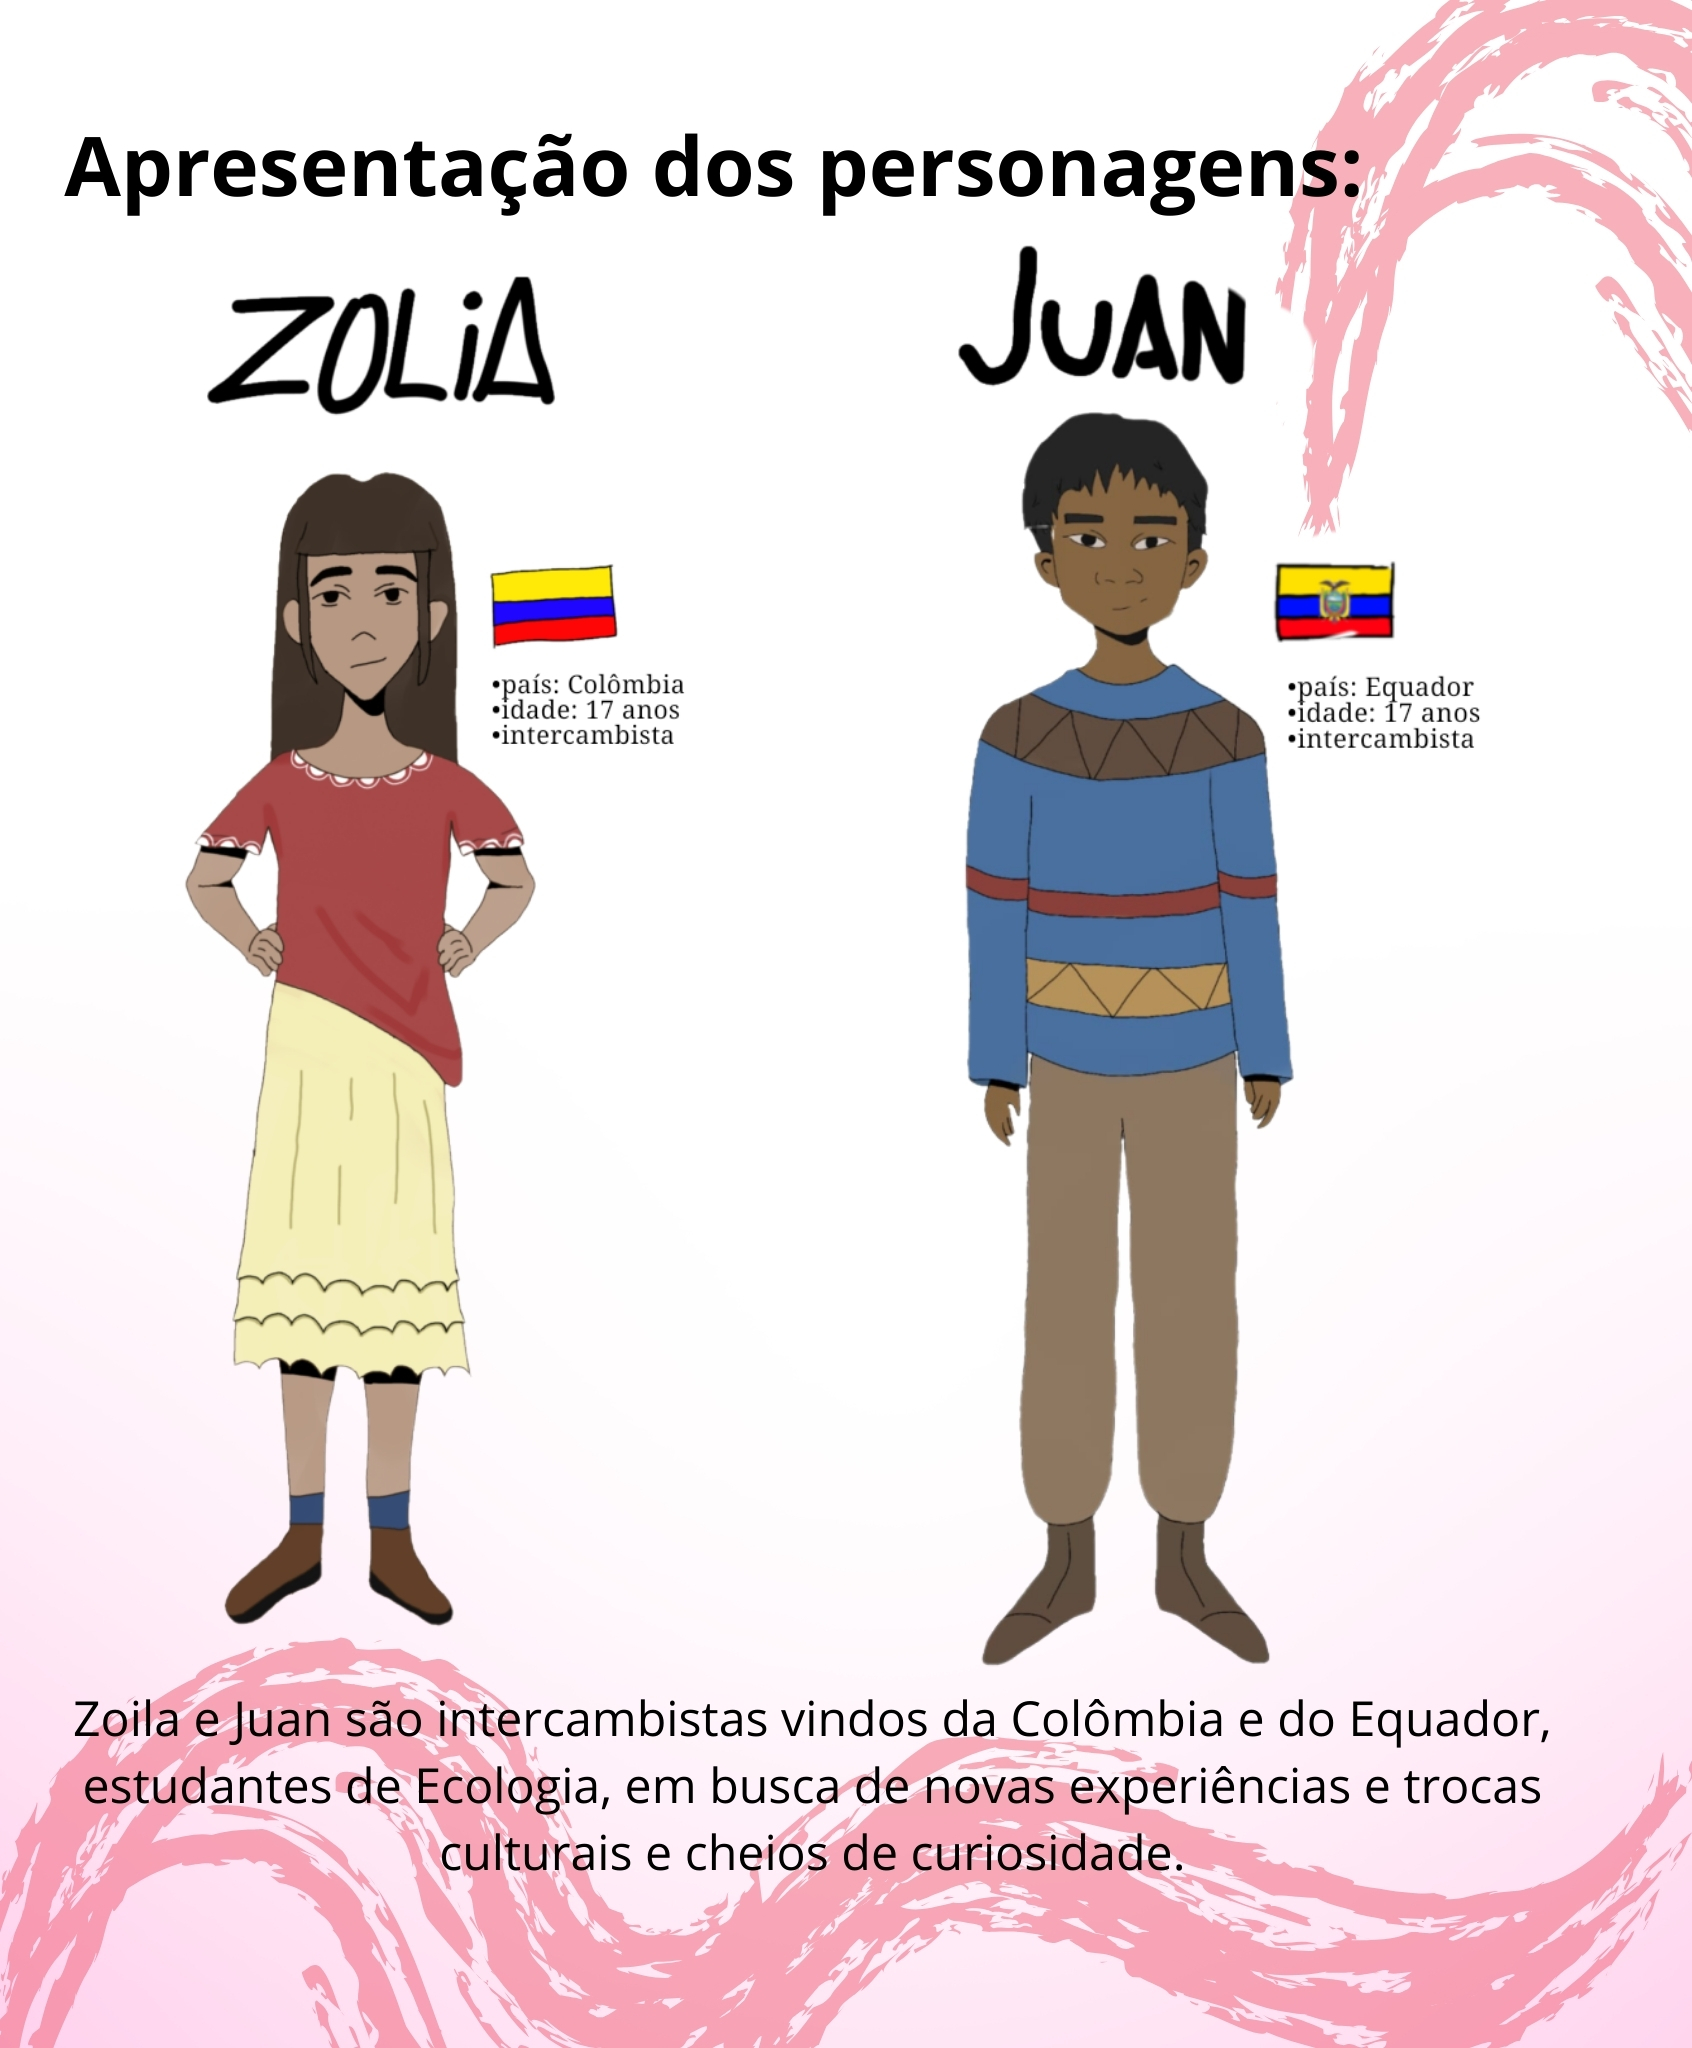 Apresentação dos personagens:
ZOLiA
JUAN
•país: Colômbia
•idade: 17 anos
•intercambista
•país: Equador
•idade: 17 anos
•intercambista
Zoila e Juan são intercambistas vindos da Colômbia e do Equador,
estudantes de Ecologia, em busca de novas experiências e trocas
culturais e cheios de curiosidade.